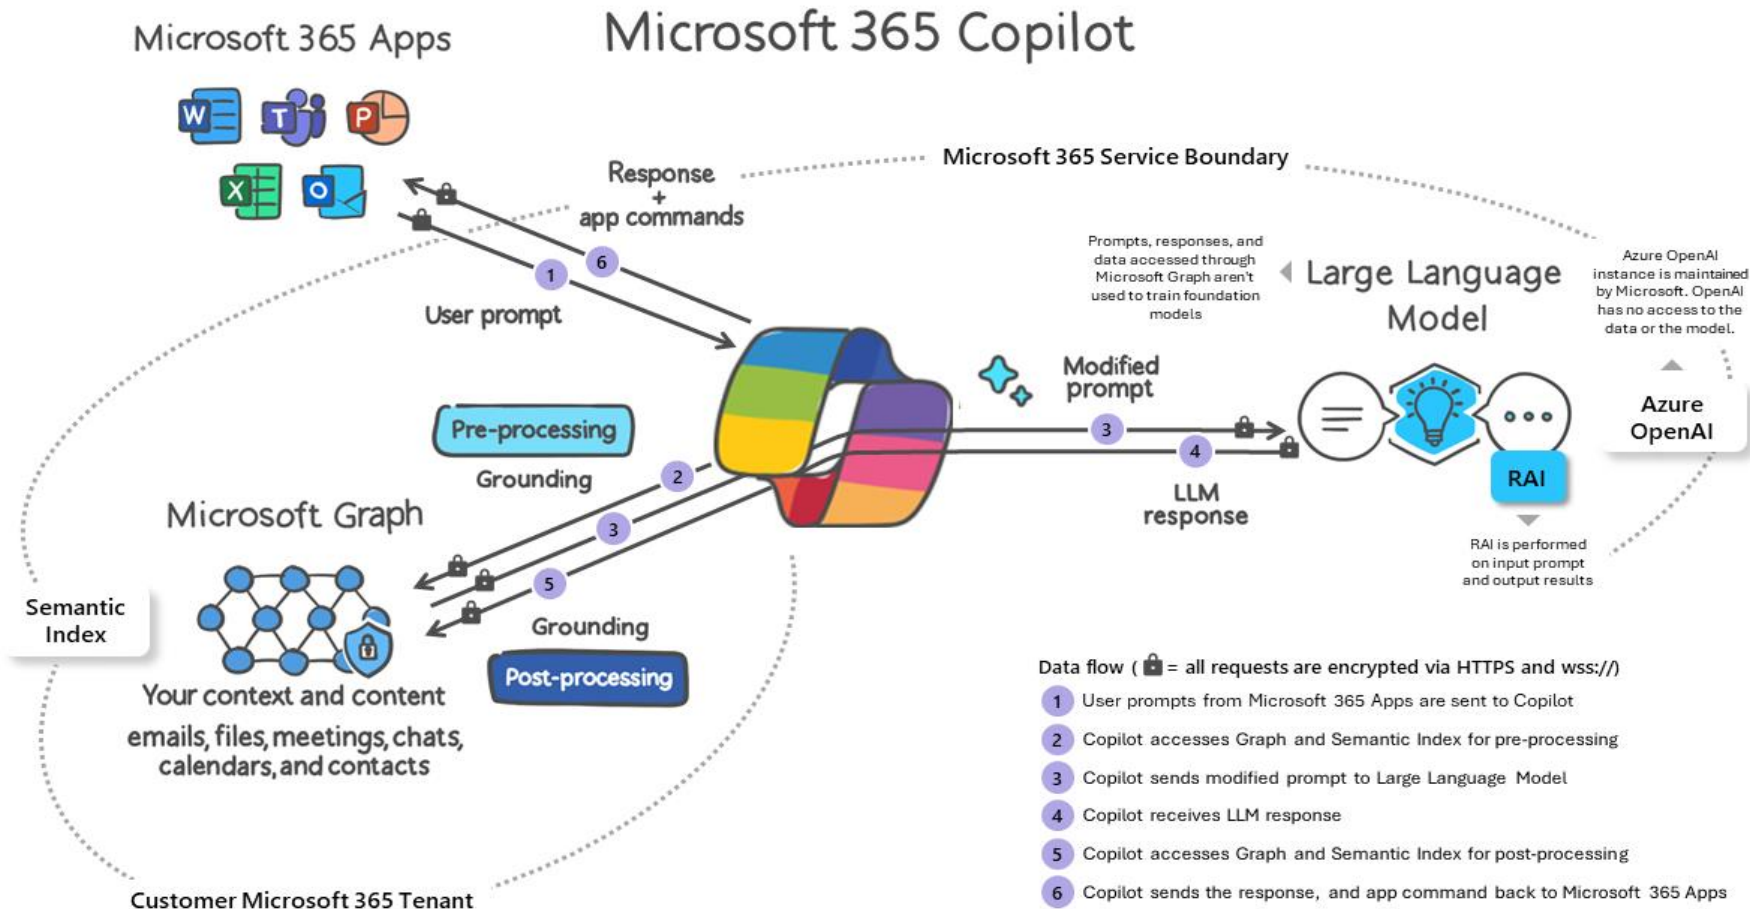 Microsoft 365 Apps
Microsoft 365 Copilot
W
T
P
X
O
Microsoft 365 Service Boundary
Response
+
app commands
1
6
User prompt
Prompts, responses, and
data accessed through
Microsoft Graph aren't
used to train foundation
models
Large Language
Model
Azure OpenAI
instance is maintained
by Microsoft. OpenAI
has no access to the
data or the model.
Modified
prompt
3
4
LLM
response
Azure
OpenAI
RAI
RAI is performed
on input prompt
and output results
Pre-processing
Grounding
2
3
5
Grounding
Post-processing
Microsoft Graph
Semantic
Index
Your context and content
emails, files, meetings, chats,
calendars, and contacts
Customer Microsoft 365 Tenant
Data flow ( = all requests are encrypted via HTTPS and wss://)
1 User prompts from Microsoft 365 Apps are sent to Copilot
2 Copilot accesses Graph and Semantic Index for pre-processing
3 Copilot sends modified prompt to Large Language Model
4 Copilot receives LLM response
5 Copilot accesses Graph and Semantic Index for post-processing
6 Copilot sends the response, and app command back to Microsoft 365 Apps